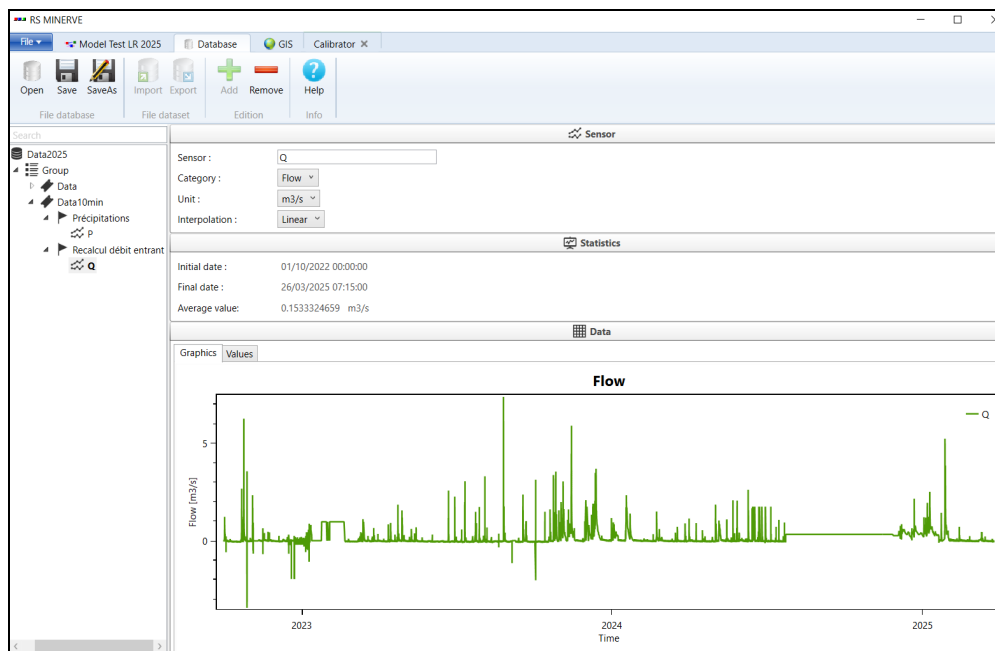 RS MINERVE
File
Model Test LR 2025
Database
GIS
Calibrator
Open
Save
SaveAs
Import
Export
Add
Remove
Help
File database
File dataset
Edition
Info
Search
Data2025
Group
Data
Data10min
Précipitations
P
Recalcul débit entrant
Q
Sensor
Sensor :
Q
Category :
Flow
Unit :
m3/s
Interpolation :
Linear
Statistics
Initial date :
01/10/2022 00:00:00
Final date :
26/03/2025 07:15:00
Average value:
0.1533324659 m3/s
Data
Graphics
Values
Flow
Q
5
0
Flow [m3/s]
2023
2024
2025
Time